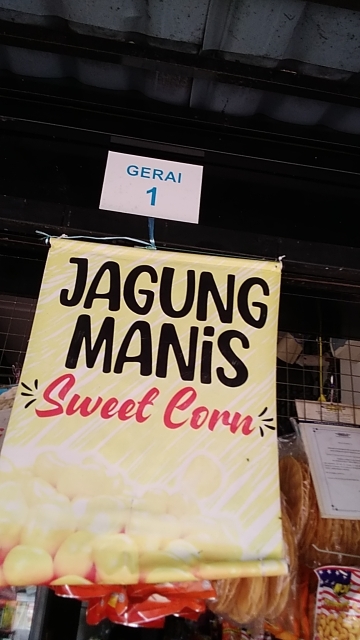 GERAI
1
JAGUNG
MANiS
Sweet Corn